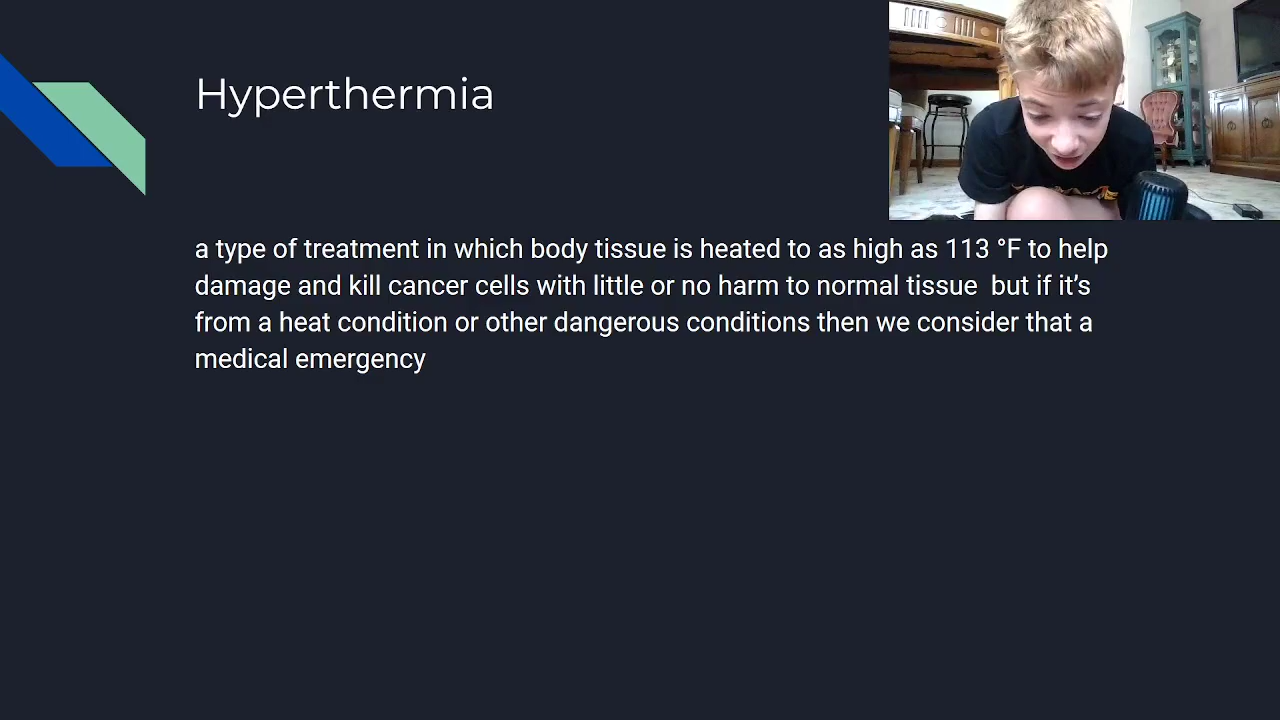 Hyperthermia
a type of treatment in which body tissue is heated to as high as 113 °F to help
damage and kill cancer cells with little or no harm to normal tissue  but if it’s
from a heat condition or other dangerous conditions then we consider that a
medical emergency